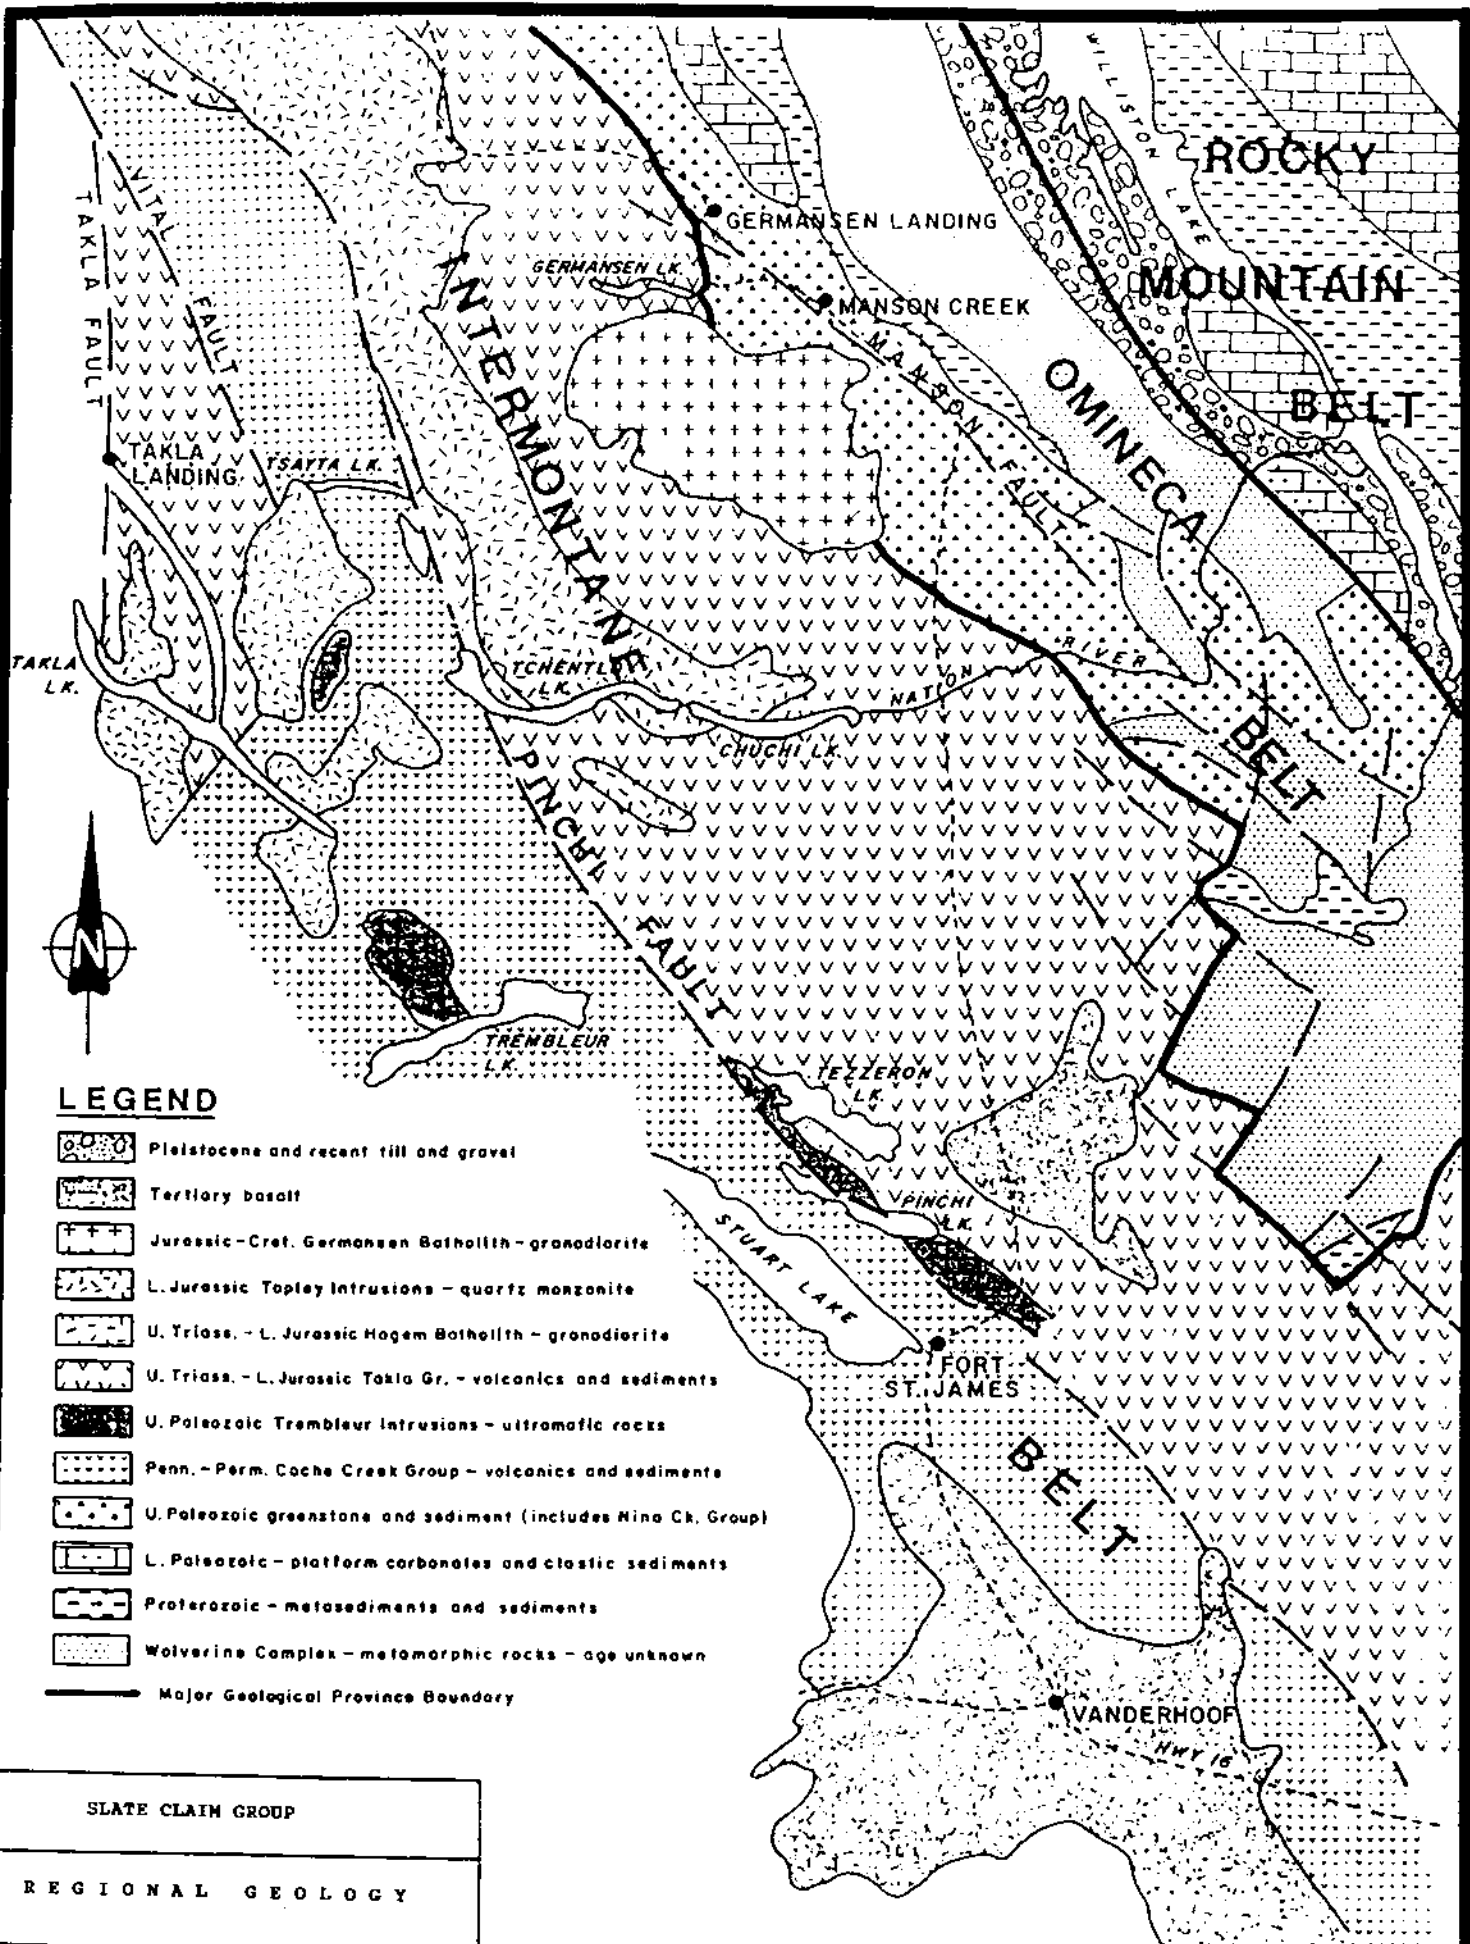 WILLISTON LAKE
ROCKY
MOUNTAIN
BELT
GERMANSEN LANDING
GERMANSEN LK.
MANSON CREEK
MANSON FAULT
OMINECA
BELT
INTERMONTANE
BELT
VITAL FAULT
TAKLA FAULT
TAKLA
LANDING
TSAYTA LK.
TAKLA
LK.
TCHENTLO
LK.
NATION RIVER
CHUCHI LK.
PINCHI FAULT
N
TREMBLEUR
LK.
TEZZERON
LK.
PINCHI
LK.
STUART LAKE
FORT
ST. JAMES
VANDERHOOF
HWY 16
LEGEND
Pleistocene and recent till and gravel
Tertiary basalt
Jurassic-Cret. Germansen Batholith - granodiorite
L. Jurassic Topley Intrusions - quartz monzonite
U. Triass. - L. Jurassic Hogem Batholith - granodiorite
U. Triass. - L. Jurassic Takla Gr. - volcanics and sediments
U. Paleozoic Trembleur Intrusions - ultramafic rocks
Penn. - Perm. Cache Creek Group - volcanics and sediments
U. Paleozoic greenstone and sediment (includes Nina Ck. Group)
L. Paleozoic - platform carbonates and clastic sediments
Proterozoic - metasediments and sediments
Wolverine Complex - metamorphic rocks - age unknown
Major Geological Province Boundary
SLATE CLAIM GROUP
REGIONAL GEOLOGY